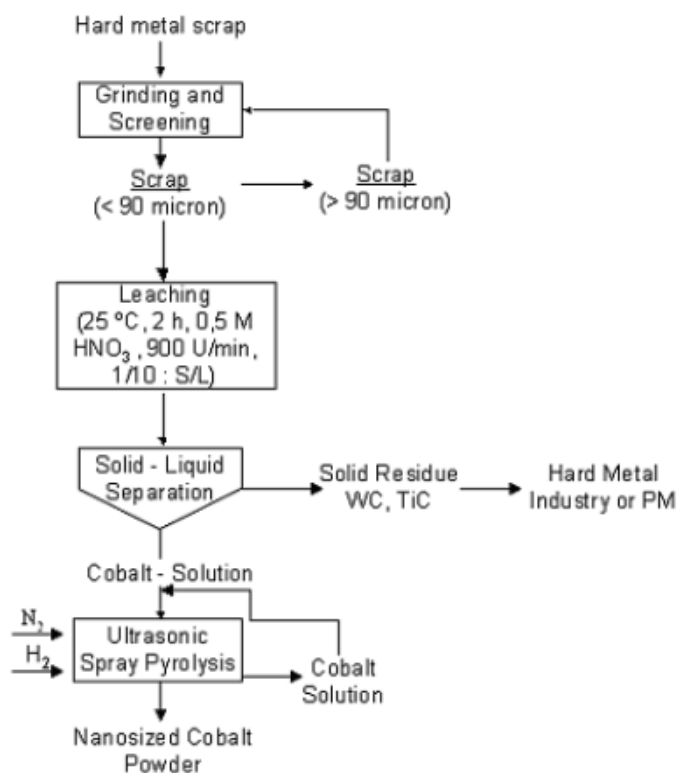 Hard metal scrap
Grinding and
Screening
Scrap
(< 90 micron)
Scrap
(> 90 micron)
Leaching
(25 °C, 2 h, 0,5 M
HNO₃ , 900 U/min,
1/10 : S/L)
Solid - Liquid
Separation
Solid Residue
WC, TiC
Hard Metal
Industry or PM
Cobalt - Solution
N₂
H₂
Ultrasonic
Spray Pyrolysis
Cobalt
Solution
Nanosized Cobalt
Powder